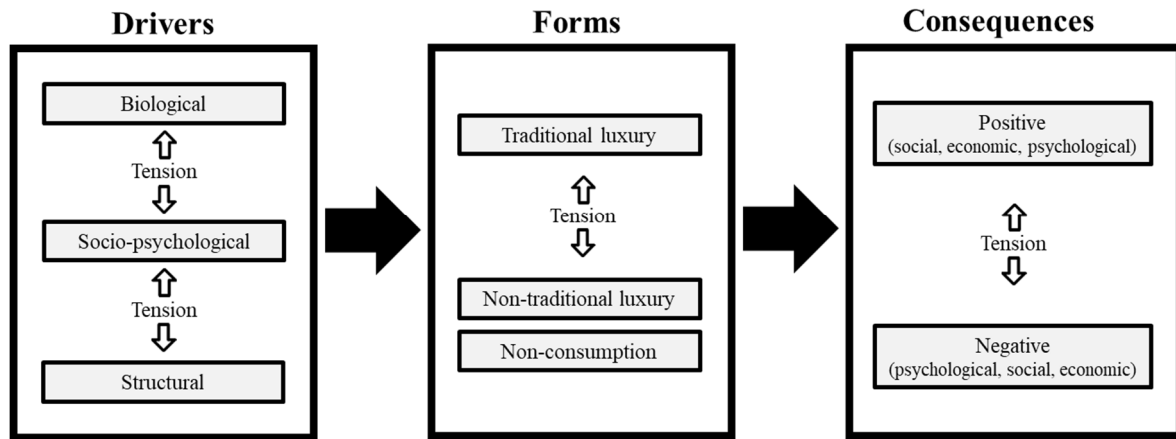 Drivers
Biological
Tension
Socio-psychological
Tension
Structural
Forms
Traditional luxury
Tension
Non-traditional luxury
Non-consumption
Consequences
Positive
(social, economic, psychological)
Tension
Negative
(psychological, social, economic)